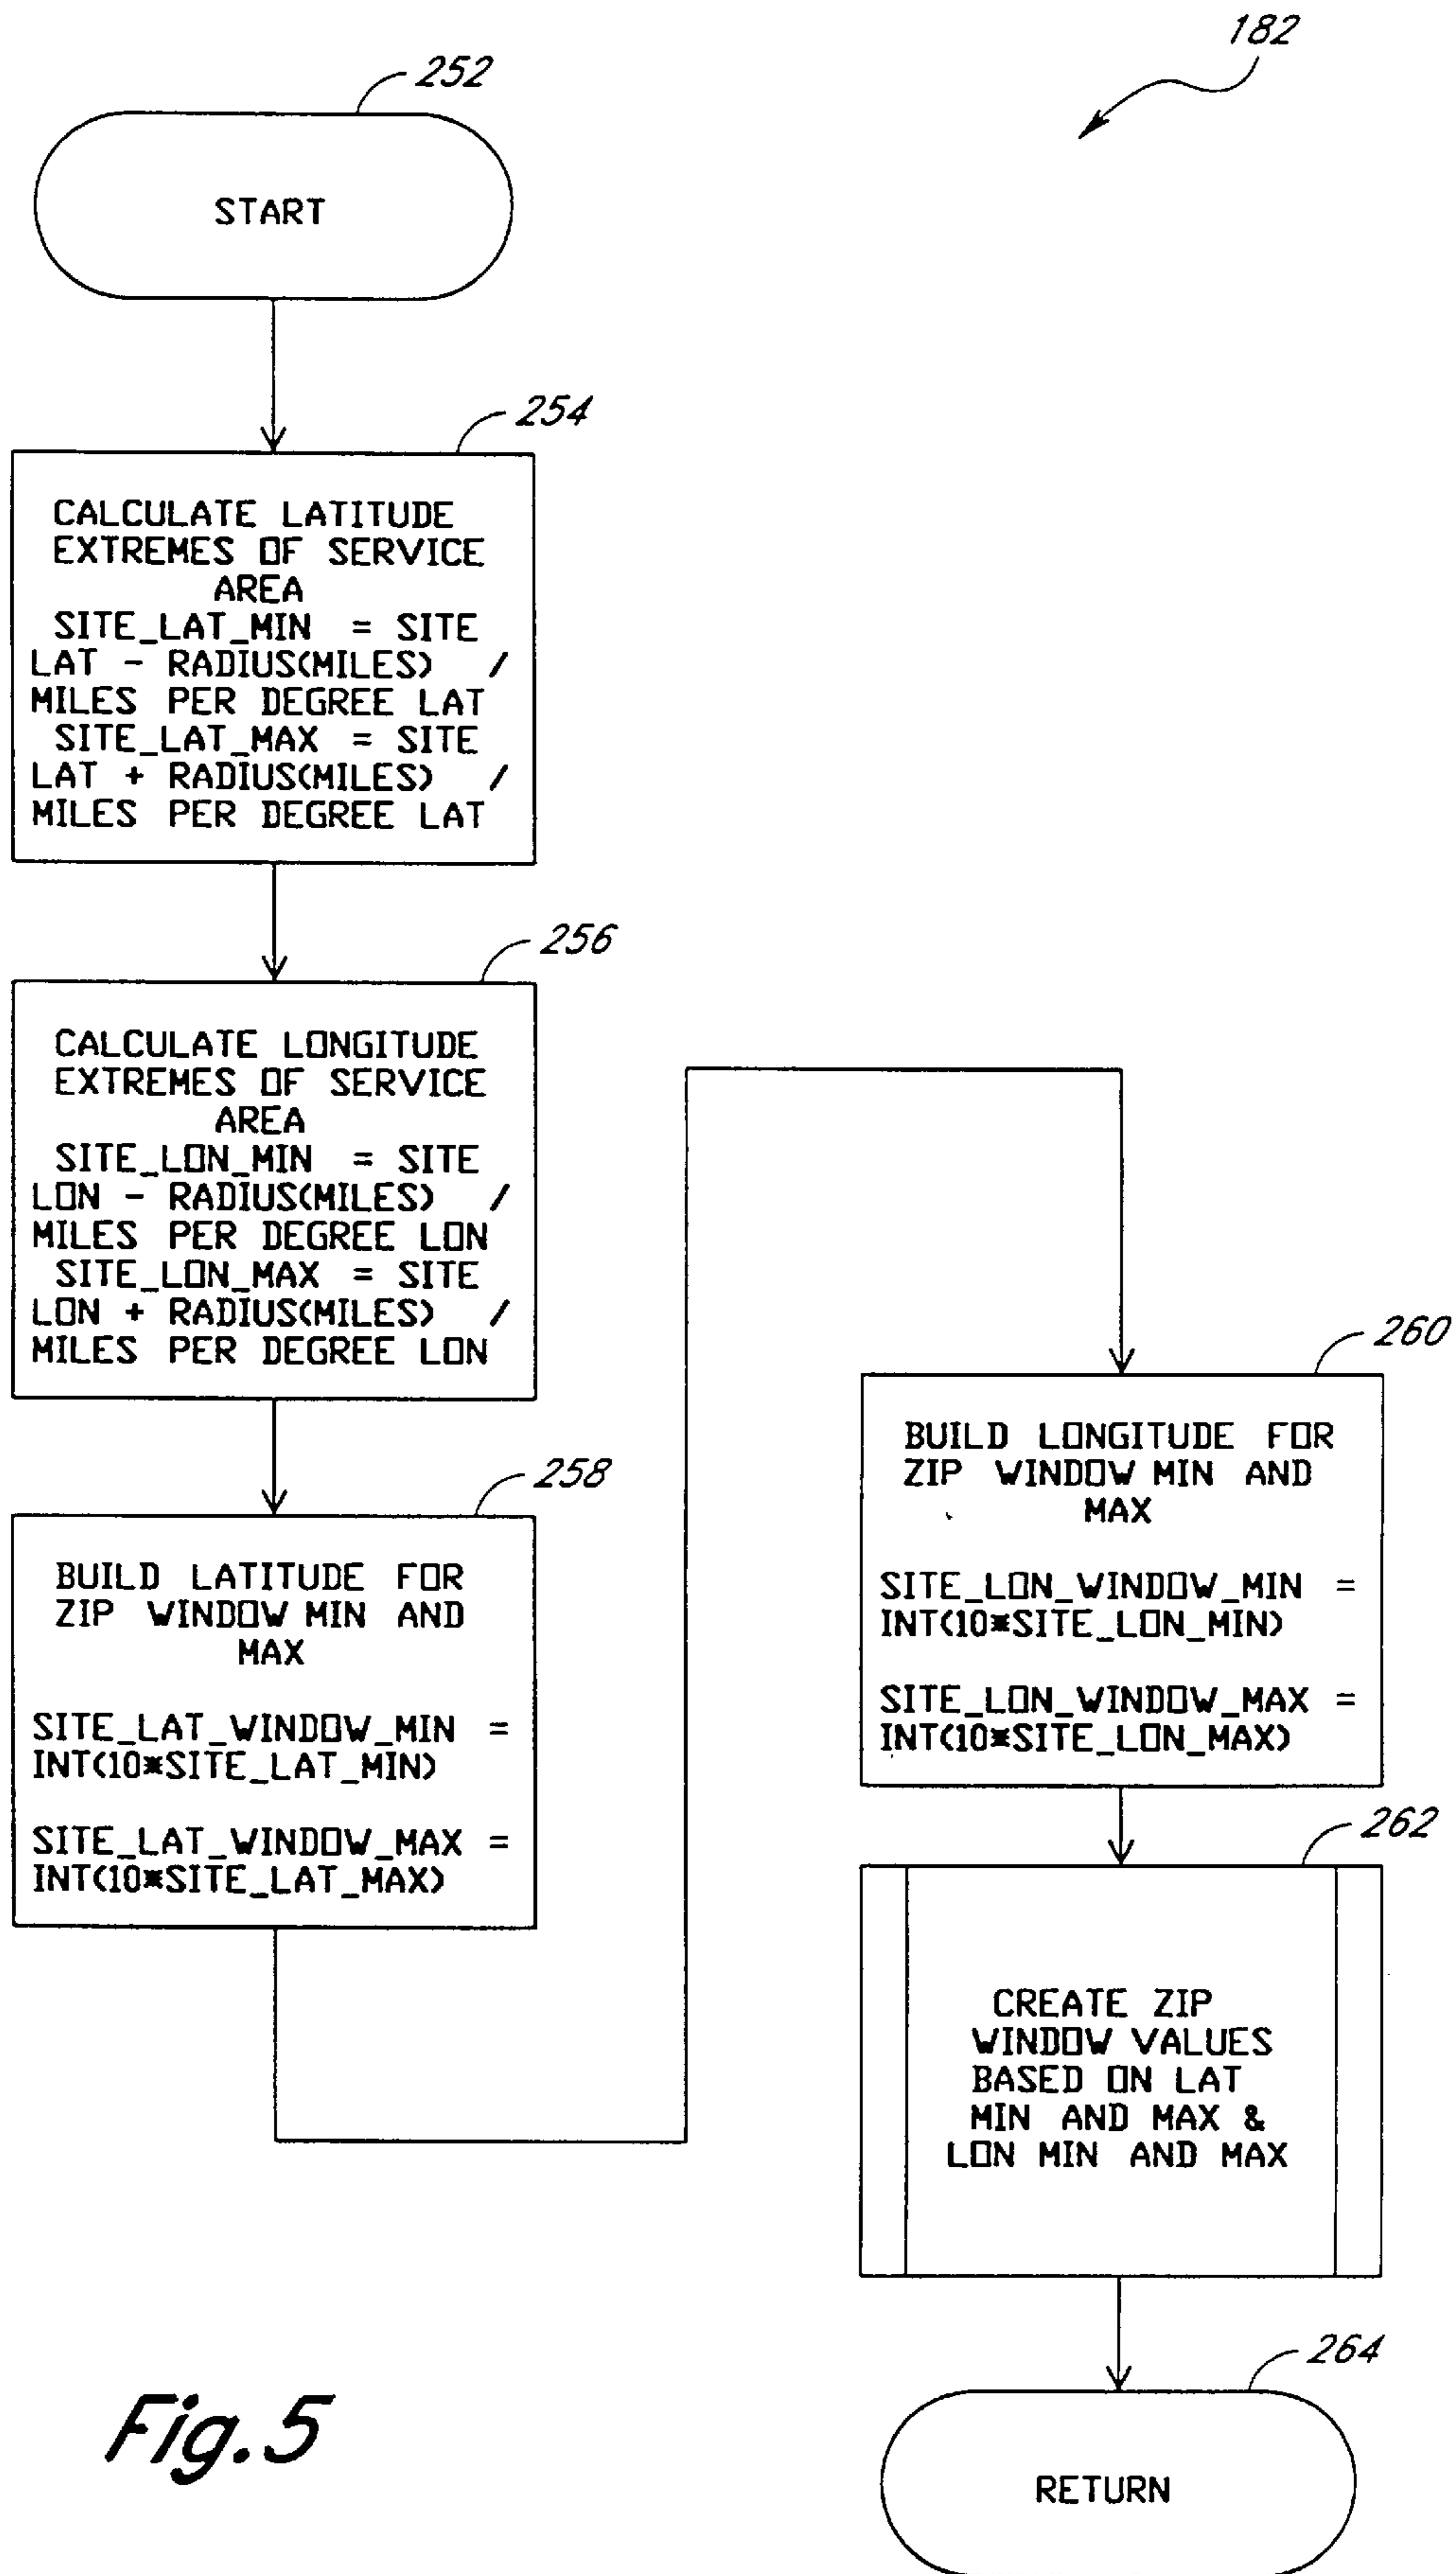 182
252
START
254
CALCULATE LATITUDE
EXTREMES OF SERVICE
AREA
SITE_LAT_MIN = SITE
LAT - RADIUS(MILES) /
MILES PER DEGREE LAT
SITE_LAT_MAX = SITE
LAT + RADIUS(MILES) /
MILES PER DEGREE LAT
256
CALCULATE LONGITUDE
EXTREMES OF SERVICE
AREA
SITE_LON_MIN = SITE
LON - RADIUS(MILES) /
MILES PER DEGREE LON
SITE_LON_MAX = SITE
LON + RADIUS(MILES) /
MILES PER DEGREE LON
258
BUILD LATITUDE FOR
ZIP WINDOW MIN AND
MAX
SITE_LAT_WINDOW_MIN =
INT(10*SITE_LAT_MIN)
SITE_LAT_WINDOW_MAX =
INT(10*SITE_LAT_MAX)
260
BUILD LONGITUDE FOR
ZIP WINDOW MIN AND
MAX
SITE_LON_WINDOW_MIN =
INT(10*SITE_LON_MIN)
SITE_LON_WINDOW_MAX =
INT(10*SITE_LON_MAX)
262
CREATE ZIP
WINDOW VALUES
BASED ON LAT
MIN AND MAX &
LON MIN AND MAX
264
RETURN
Fig.5